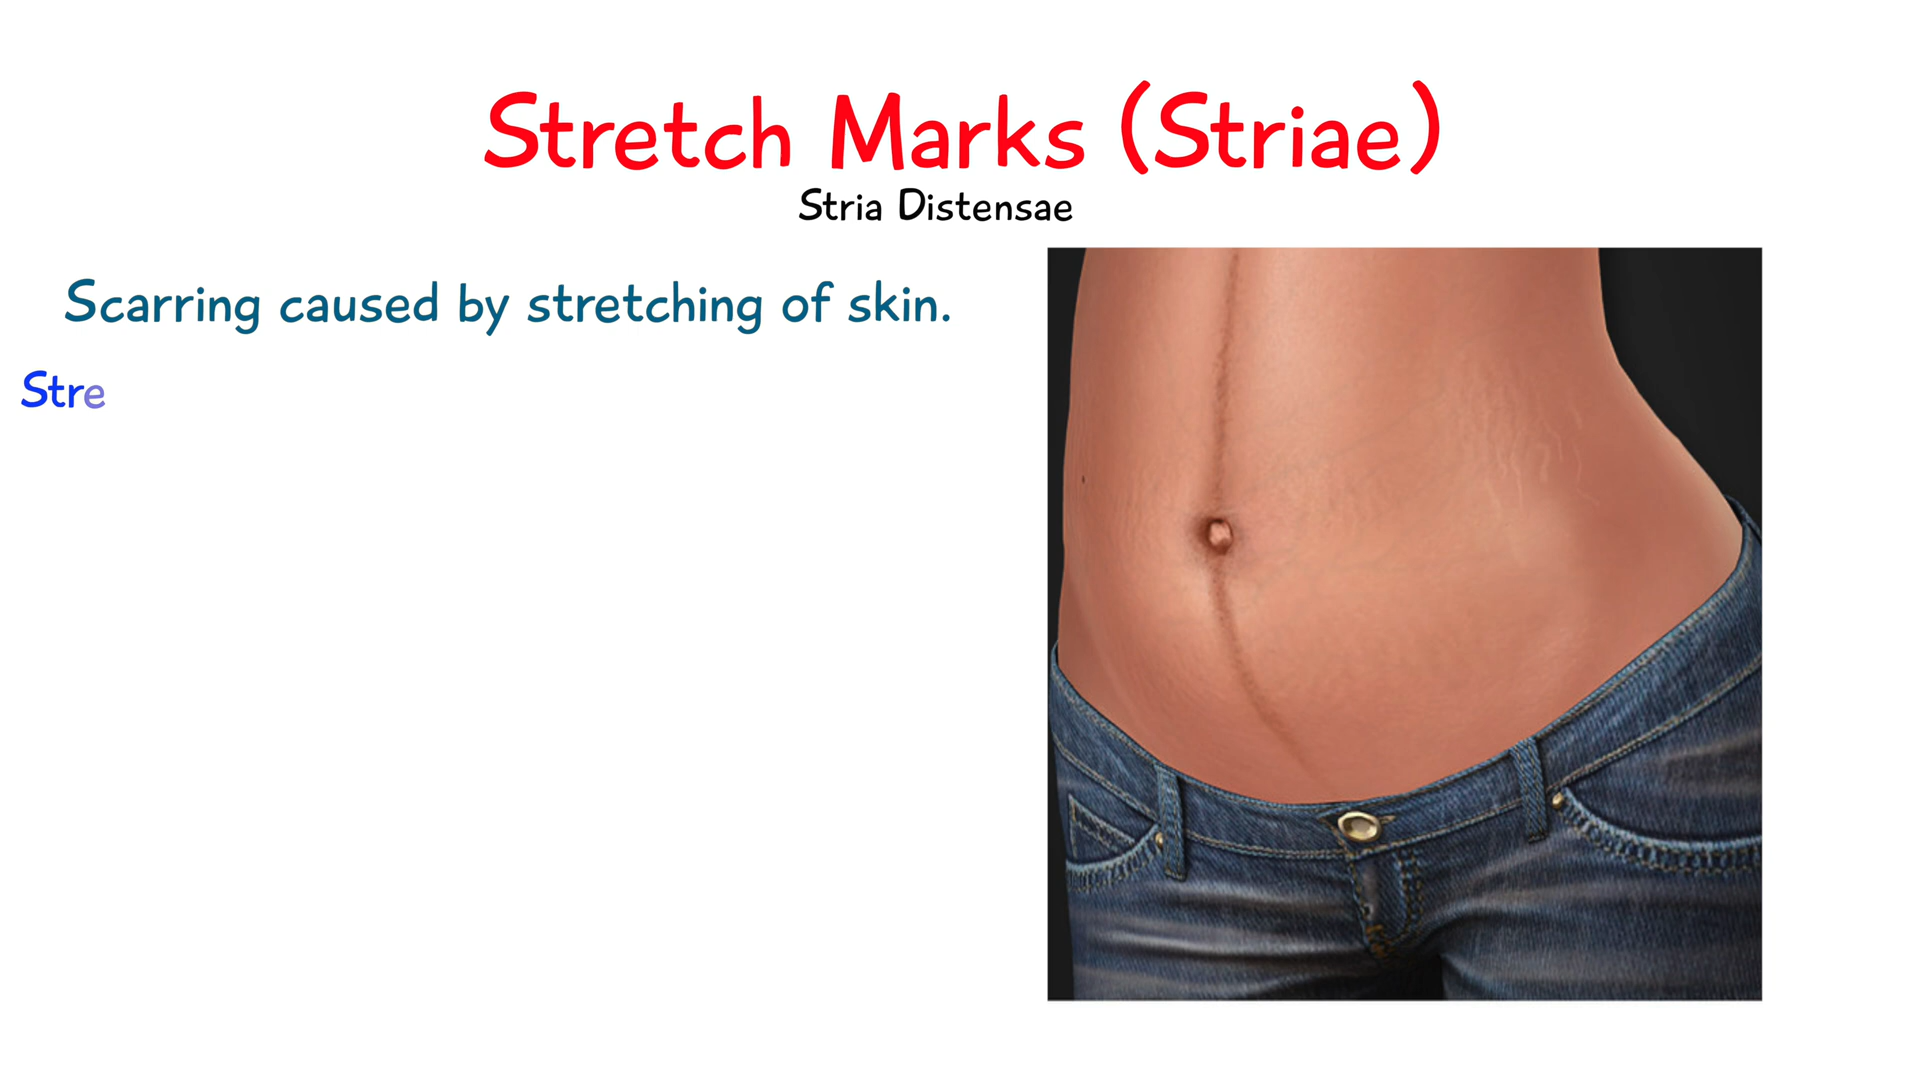 Stretch Marks (Striae)
Stria Distensae
Scarring caused by stretching of skin.
Stre